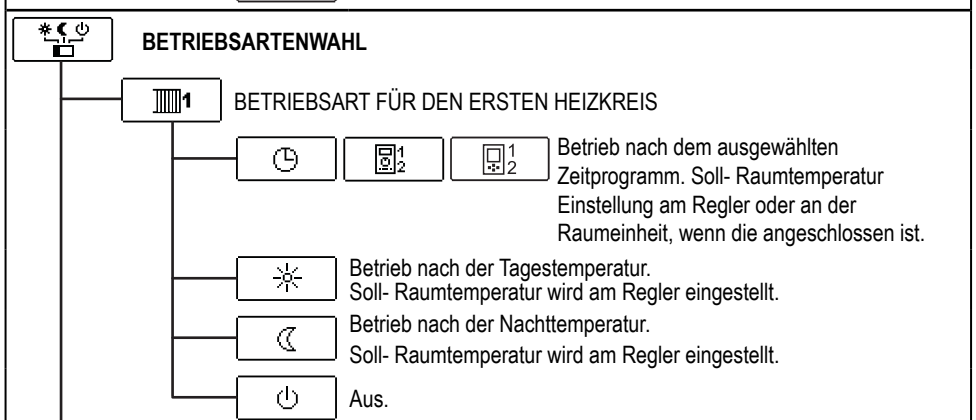 BETRIEBSARTENWAHL
1 BETRIEBSART FÜR DEN ERSTEN HEIZKREIS
1 2 1 2 Betrieb nach dem ausgewählten
Zeitprogramm. Soll- Raumtemperatur
Einstellung am Regler oder an der
Raumeinheit, wenn die angeschlossen ist.
Betrieb nach der Tagestemperatur.
Soll- Raumtemperatur wird am Regler eingestellt.
Betrieb nach der Nachttemperatur.
Soll- Raumtemperatur wird am Regler eingestellt.
Aus.